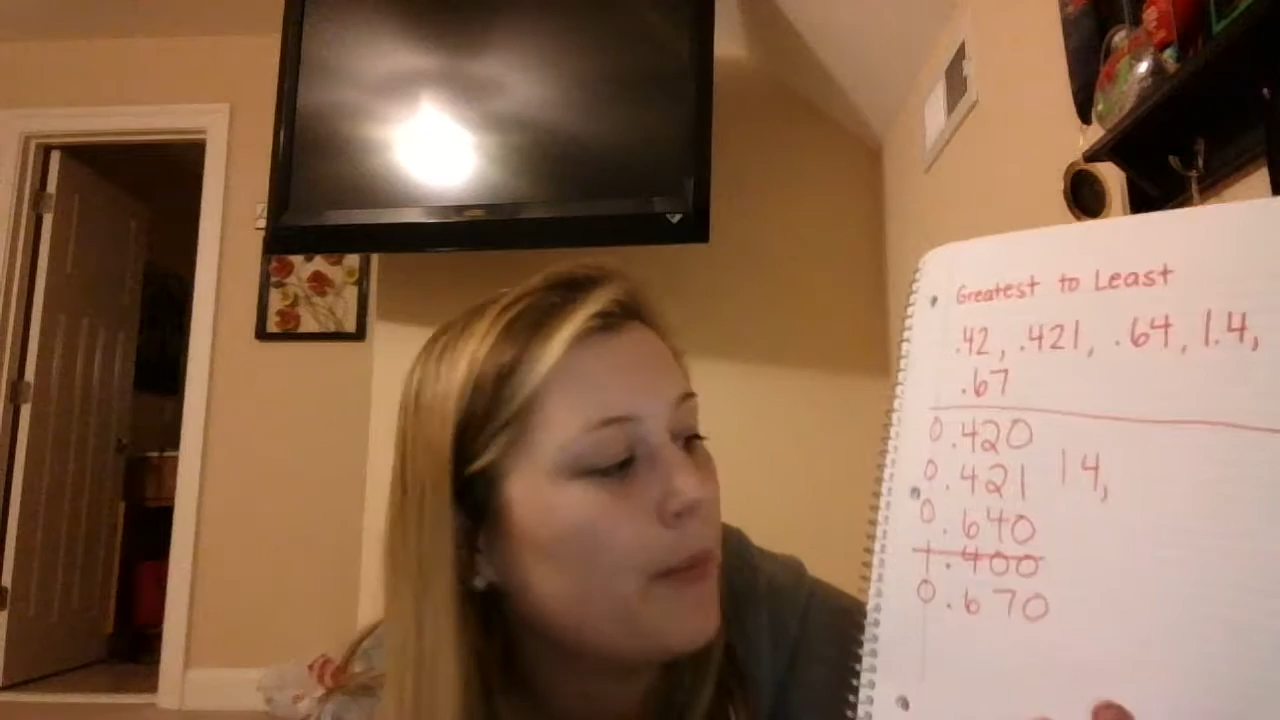 Greatest to Least
.42, .421, .64, 1.4,
.67
0.420
0.421 1 4,
0.640
1.400
0.670